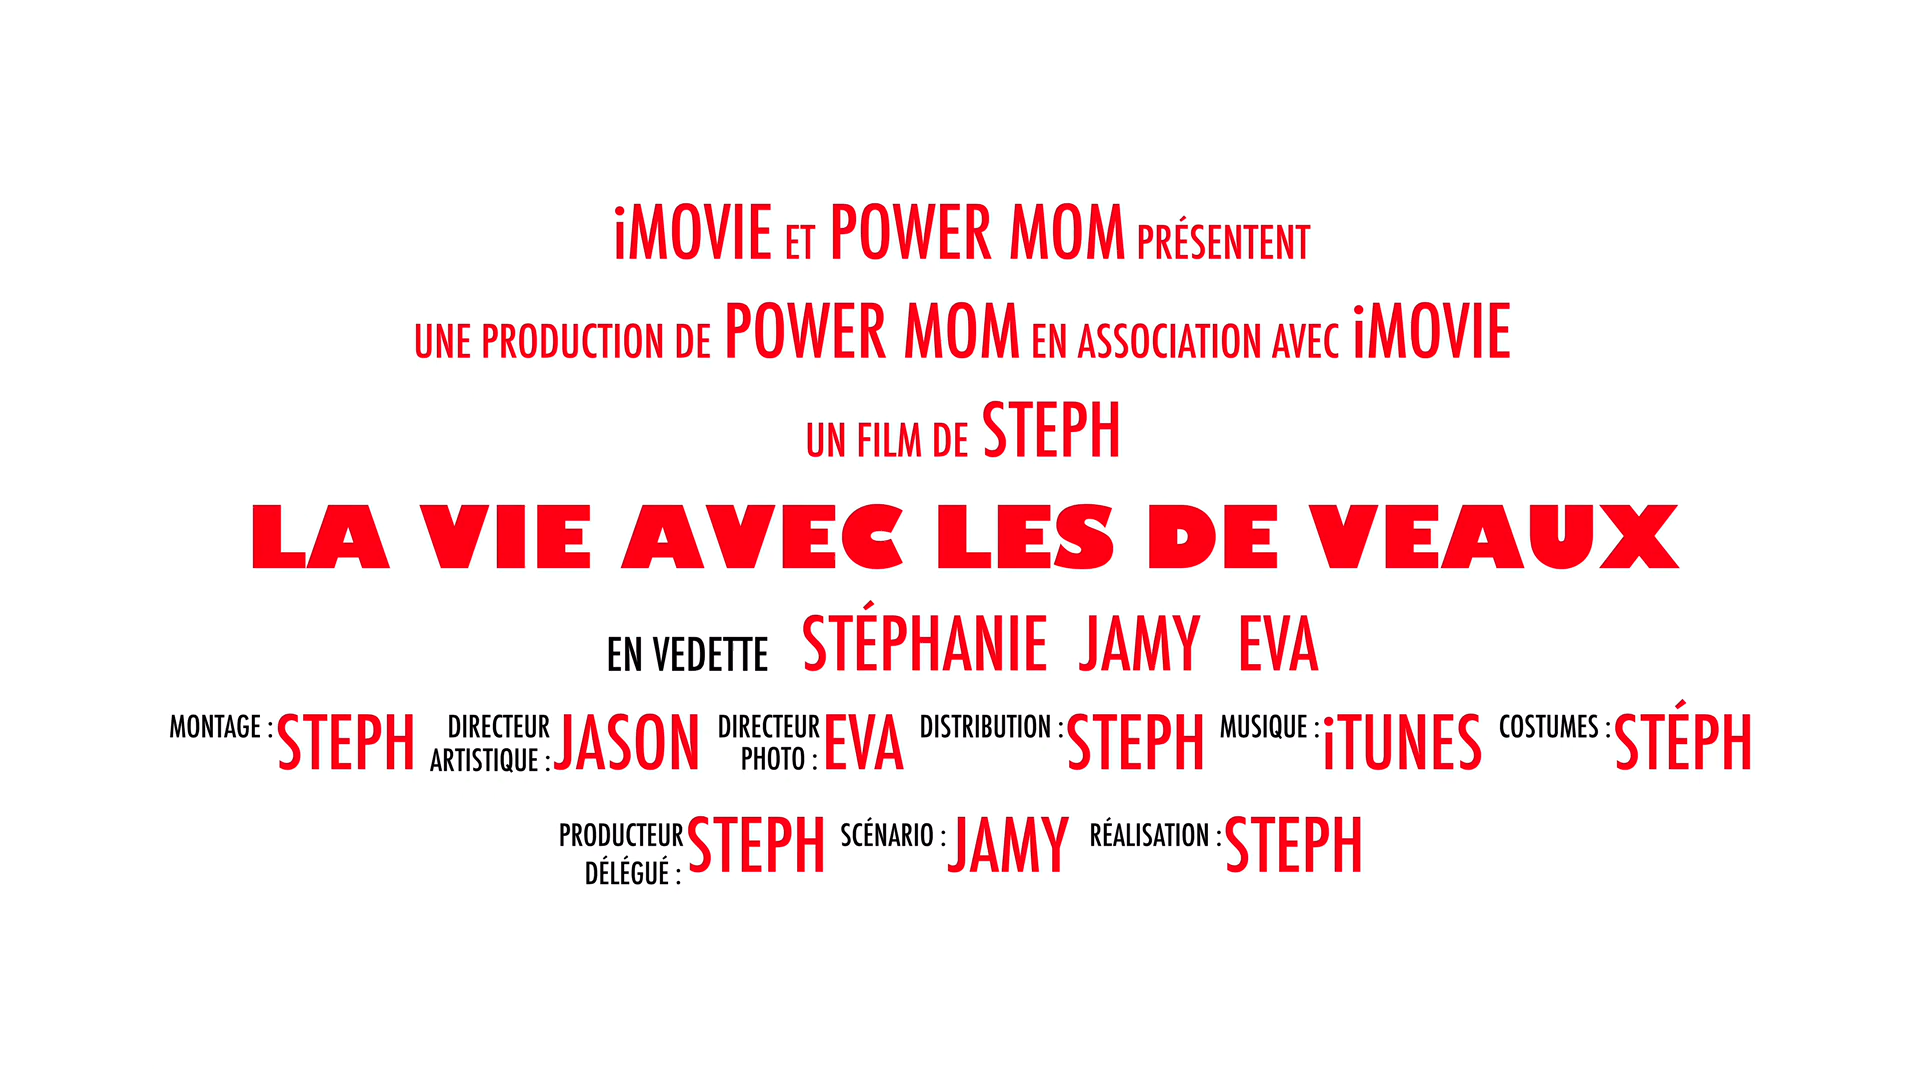 iMOVIE ET POWER MOM PRÉSENTENT
UNE PRODUCTION DE POWER MOM EN ASSOCIATION AVEC iMOVIE
UN FILM DE STEPH
LA VIE AVEC LES DE VEAUX
EN VEDETTE STÉPHANIE JAMY EVA
MONTAGE : STEPH DIRECTEUR ARTISTIQUE : JASON DIRECTEUR PHOTO : EVA DISTRIBUTION : STEPH MUSIQUE : iTUNES COSTUMES : STÉPH
PRODUCTEUR DÉLÉGUÉ : STEPH SCÉNARIO : JAMY RÉALISATION : STEPH